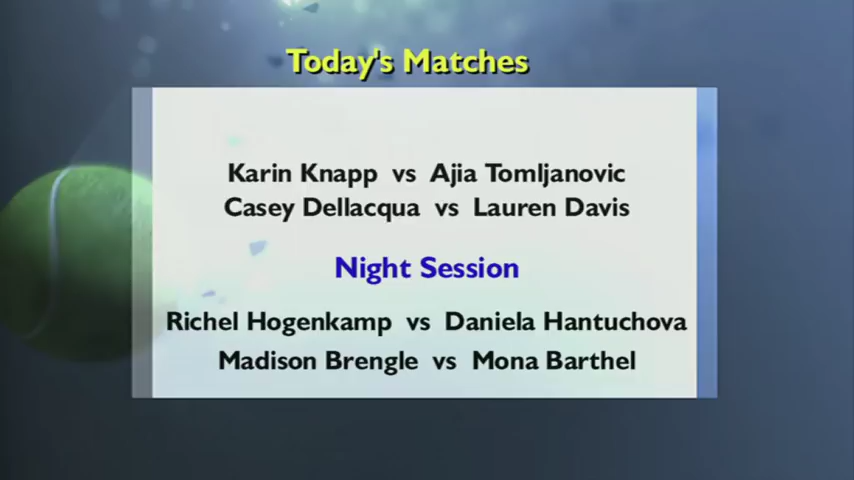 Today's Matches
Karin Knapp vs Ajia Tomljanovic
Casey Dellacqua vs Lauren Davis
Night Session
Richel Hogenkamp vs Daniela Hantuchova
Madison Brengle vs Mona Barthel